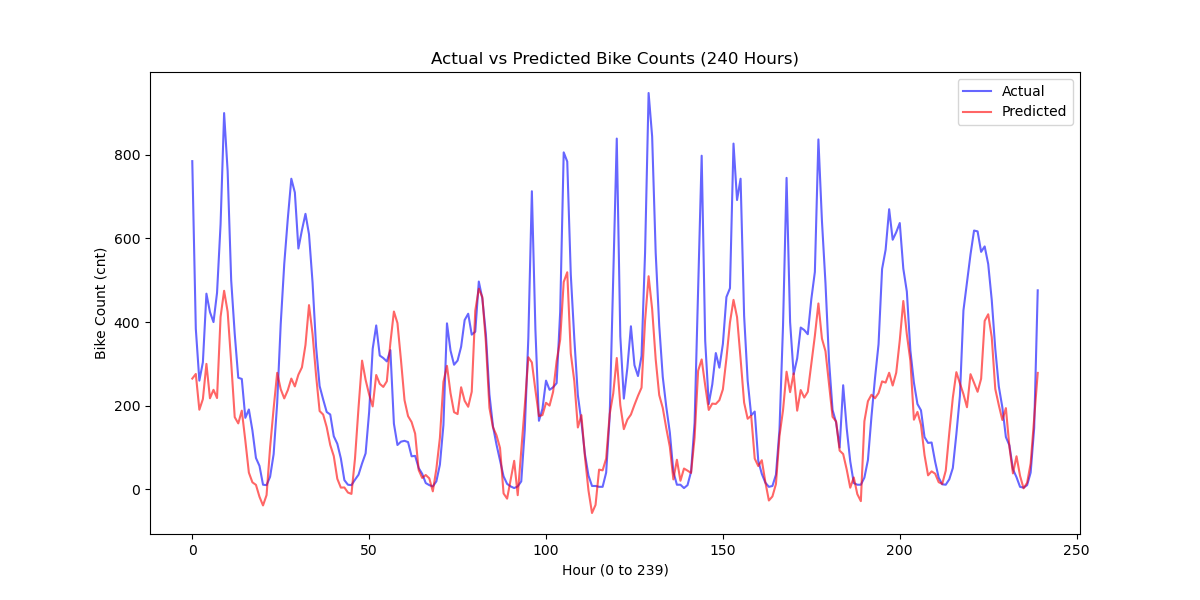 Actual vs Predicted Bike Counts (240 Hours)
Actual
Predicted
800
600
400
200
0
Bike Count (cnt)
0 50 100 150 200 250
Hour (0 to 239)